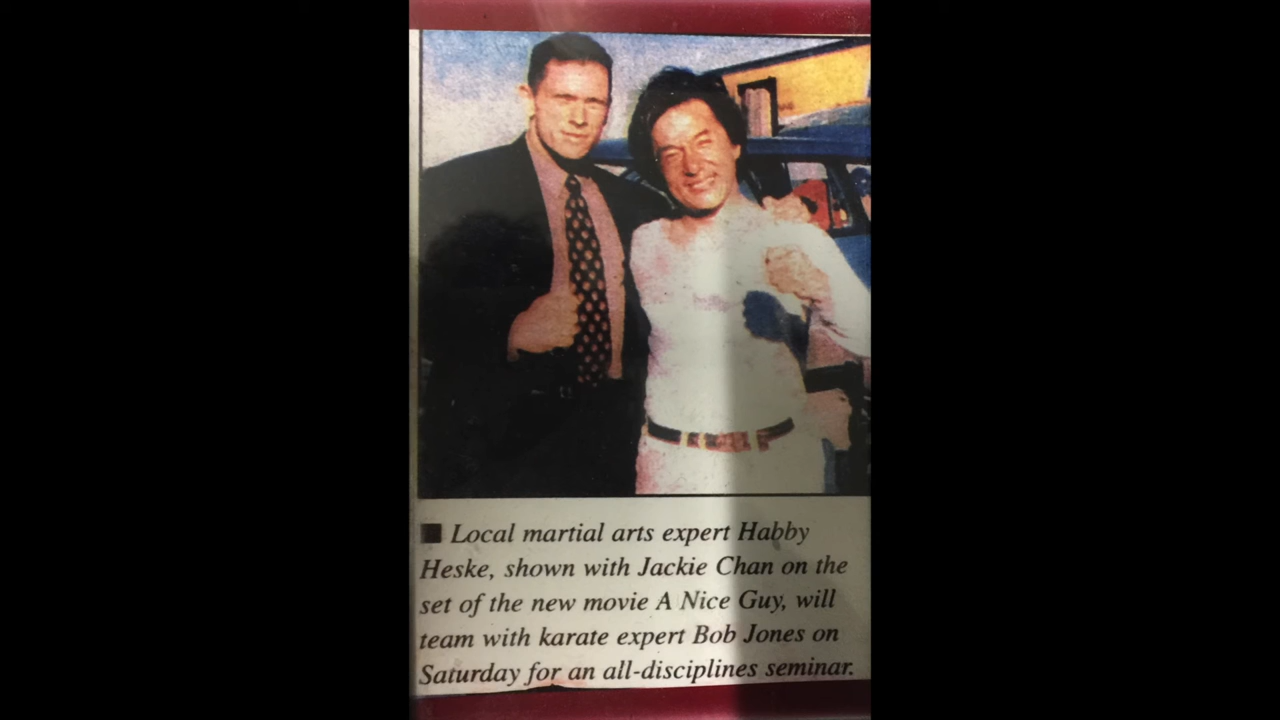 ■ Local martial arts expert Habby
Heske, shown with Jackie Chan on the
set of the new movie A Nice Guy, will
team with karate expert Bob Jones on
Saturday for an all-disciplines seminar.